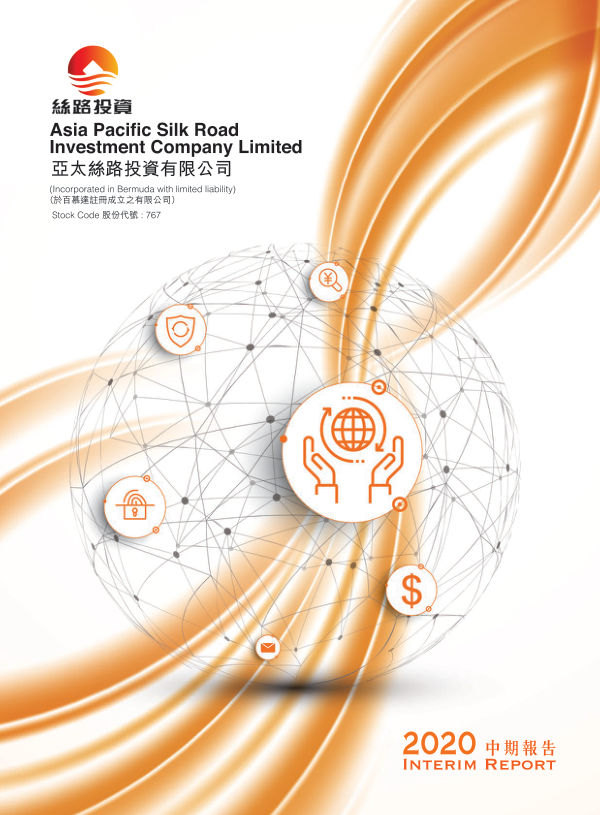 絲路投資
Asia Pacific Silk Road
Investment Company Limited
亞太絲路投資有限公司
(Incorporated in Bermuda with limited liability)
(於百慕達註冊成立之有限公司)
Stock Code 股份代號 : 767
¥
$
2020 中期報告
INTERIM REPORT